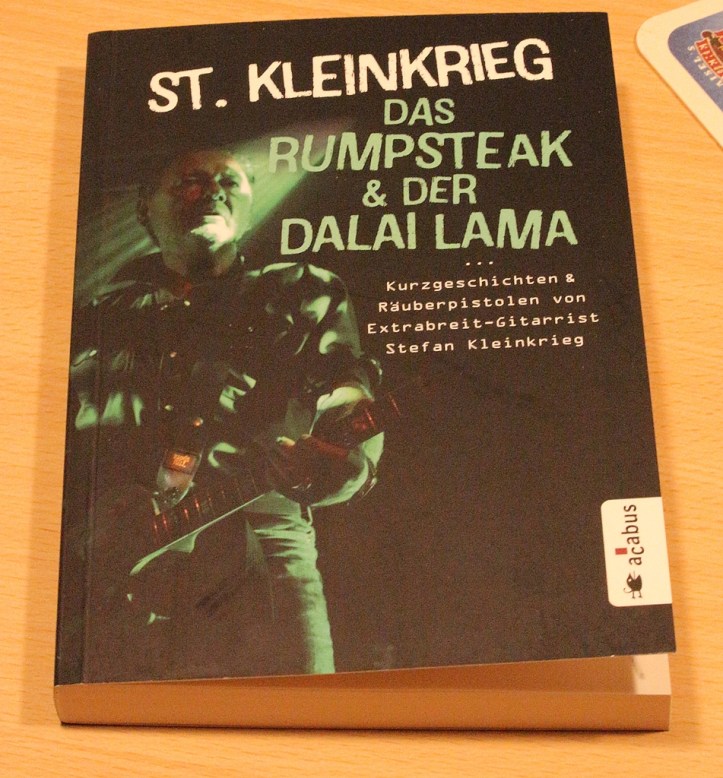 ST. KLEINKRIEG
DAS
RUMPSTEAK
& DER
DALAI LAMA
...
Kurzgeschichten &
Räuberpistolen von
Extrabreit-Gitarrist
Stefan Kleinkrieg
acabus